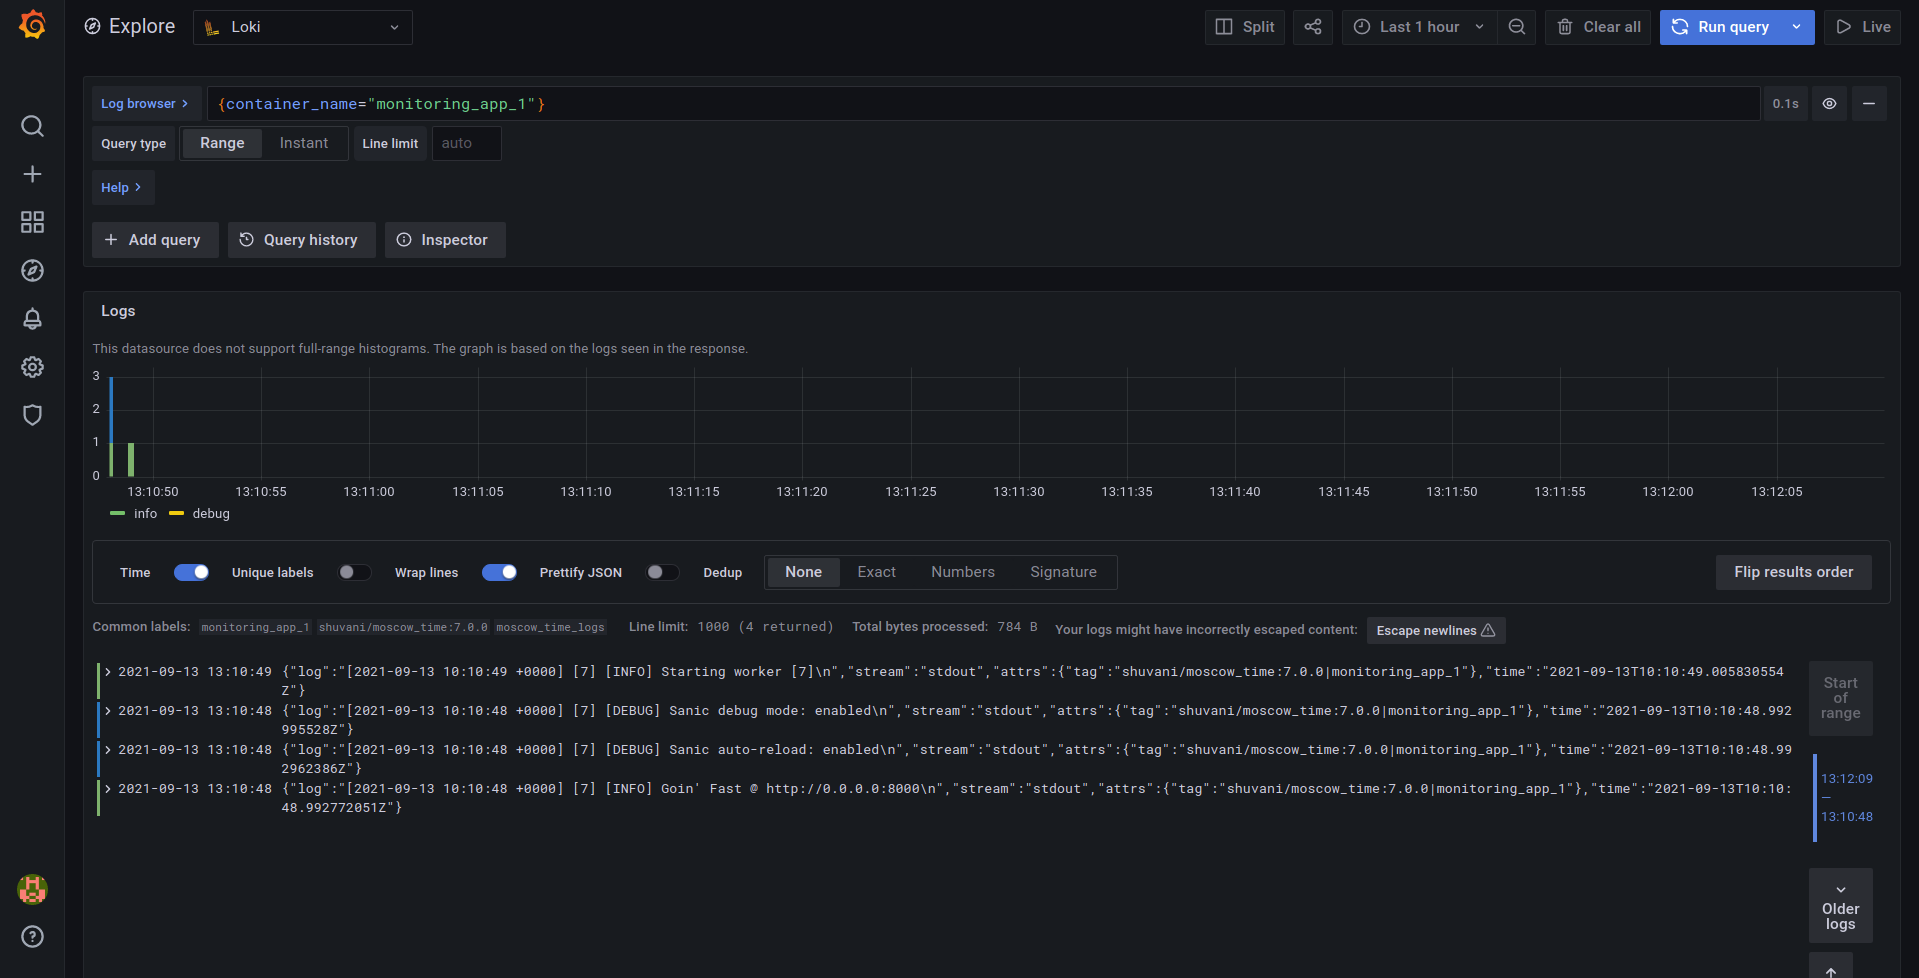 Explore
Loki
Split
Last 1 hour
Clear all
Run query
Live
Log browser >
{container_name="monitoring_app_1"}
0.1s
Query type
Range
Instant
Line limit
auto
Help >
+ Add query
Query history
Inspector
Logs
This datasource does not support full-range histograms. The graph is based on the logs seen in the response.
3
2
1
0
13:10:50 13:10:55 13:11:00 13:11:05 13:11:10 13:11:15 13:11:20 13:11:25 13:11:30 13:11:35 13:11:40 13:11:45 13:11:50 13:11:55 13:12:00 13:12:05
info debug
Time Unique labels Wrap lines Prettify JSON Dedup None Exact Numbers Signature Flip results order
Common labels: monitoring_app_1 shuvani/moscow_time:7.0.0 moscow_time_logs Line limit: 1000 (4 returned) Total bytes processed: 784 B Your logs might have incorrectly escaped content: Escape newlines
> 2021-09-13 13:10:49 {"log":"[2021-09-13 10:10:49 +0000] [7] [INFO] Starting worker [7]\n","stream":"stdout","attrs":{"tag":"shuvani/moscow_time:7.0.0|monitoring_app_1"},"time":"2021-09-13T10:10:49.005830554
Z"}
> 2021-09-13 13:10:48 {"log":"[2021-09-13 10:10:48 +0000] [7] [DEBUG] Sanic debug mode: enabled\n","stream":"stdout","attrs":{"tag":"shuvani/moscow_time:7.0.0|monitoring_app_1"},"time":"2021-09-13T10:10:48.992
995528Z"}
> 2021-09-13 13:10:48 {"log":"[2021-09-13 10:10:48 +0000] [7] [DEBUG] Sanic auto-reload: enabled\n","stream":"stdout","attrs":{"tag":"shuvani/moscow_time:7.0.0|monitoring_app_1"},"time":"2021-09-13T10:10:48.99
2962386Z"}
> 2021-09-13 13:10:48 {"log":"[2021-09-13 10:10:48 +0000] [7] [INFO] Goin' Fast @ http://0.0.0.0:8000\n","stream":"stdout","attrs":{"tag":"shuvani/moscow_time:7.0.0|monitoring_app_1"},"time":"2021-09-13T10:10:
48.992772051Z"}
Start
of
range
13:12:09
—
13:10:48
Older
logs